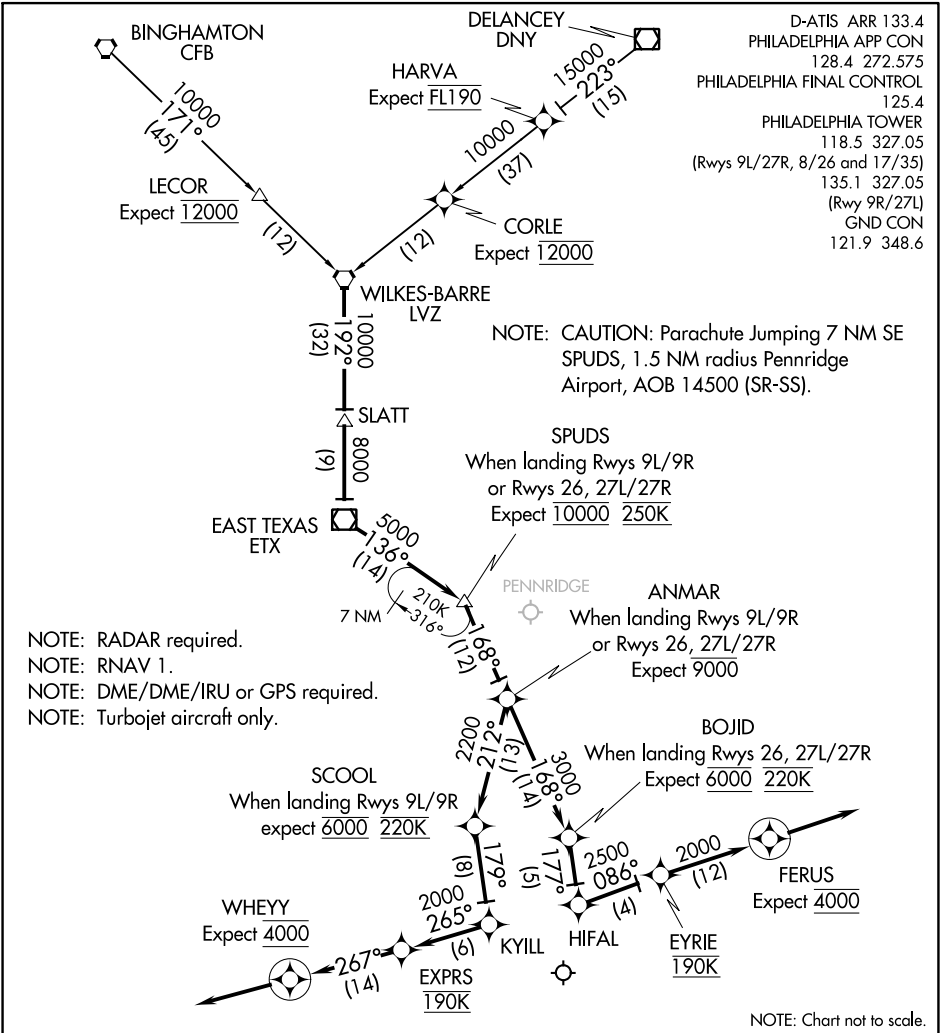 BINGHAMTON
CFB
DELANCEY
DNY
D-ATIS ARR 133.4
PHILADELPHIA APP CON
128.4 272.575
PHILADELPHIA FINAL CONTROL
125.4
PHILADELPHIA TOWER
118.5 327.05
(Rwys 9L/27R, 8/26 and 17/35)
135.1 327.05
(Rwy 9R/27L)
GND CON
121.9 348.6
HARVA
Expect FL190
15000
223°
(15)
10000
171°
(45)
10000
(37)
LECOR
Expect 12000
(12)
CORLE
Expect 12000
(12)
WILKES-BARRE
LVZ
10000
192°
(32)
NOTE: CAUTION: Parachute Jumping 7 NM SE
SPUDS, 1.5 NM radius Pennridge
Airport, AOB 14500 (SR-SS).
SLATT
8000
(9)
SPUDS
When landing Rwys 9L/9R
or Rwys 26, 27L/27R
Expect 10000 250K
EAST TEXAS
ETX
5000
136°
(14)
PENNRIDGE
7 NM
210K
316°
168°
(12)
ANMAR
When landing Rwys 9L/9R
or Rwys 26, 27L/27R
Expect 9000
NOTE: RADAR required.
NOTE: RNAV 1.
NOTE: DME/DME/IRU or GPS required.
NOTE: Turbojet aircraft only.
2200
212°
(13)
3000
168°
(14)
BOJID
When landing Rwys 26, 27L/27R
Expect 6000 220K
SCOOL
When landing Rwys 9L/9R
expect 6000 220K
179°
(8)
177°
(5)
2500
086°
(4)
2000
(12)
FERUS
Expect 4000
WHEYY
Expect 4000
2000
265°
(6)
KYILL
HIFAL
EYRIE
190K
267°
(14)
EXPRS
190K
NOTE: Chart not to scale.